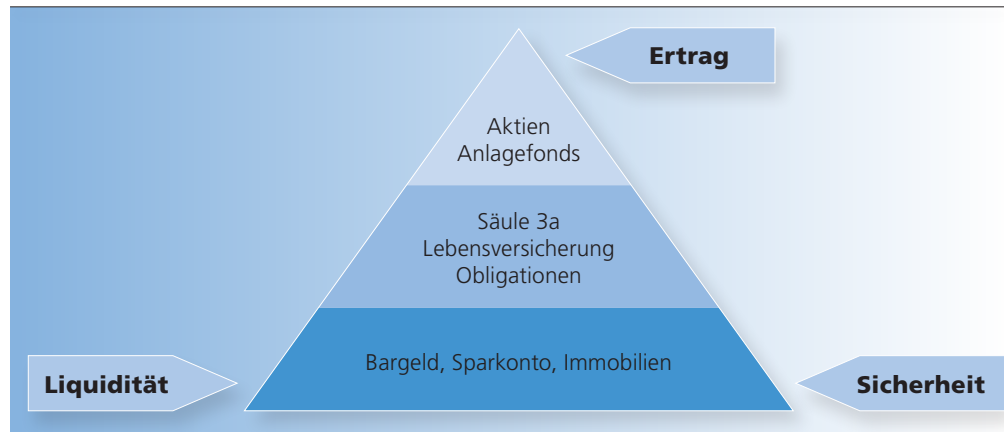 Ertrag
Aktien
Anlagefonds
Säule 3a
Lebensversicherung
Obligationen
Bargeld, Sparkonto, Immobilien
Liquidität
Sicherheit